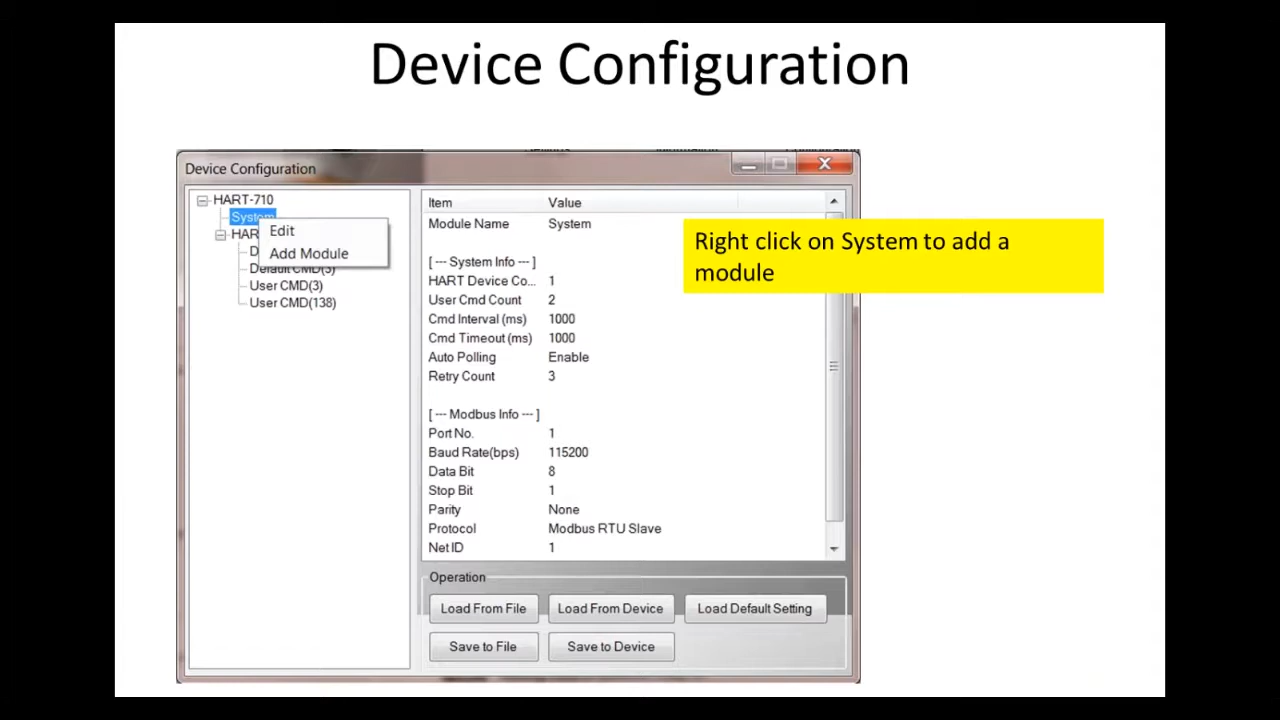 Device Configuration
Device Configuration
HART-710
System
Edit
HAR
Add Module
D
Default CMD(3)
User CMD(3)
User CMD(138)
Item Value
Module Name System
[ --- System Info --- ]
HART Device Co... 1
User Cmd Count 2
Cmd Interval (ms) 1000
Cmd Timeout (ms) 1000
Auto Polling Enable
Retry Count 3
[ --- Modbus Info --- ]
Port No. 1
Baud Rate(bps) 115200
Data Bit 8
Stop Bit 1
Parity None
Protocol Modbus RTU Slave
Net ID 1
Right click on System to add a
module
Operation
Load From File Load From Device Load Default Setting
Save to File Save to Device